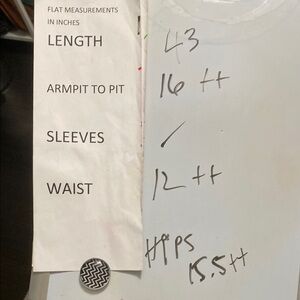 FLAT MEASUREMENTS
IN INCHES
LENGTH 43
ARMPIT TO PIT 16 ++
SLEEVES /
WAIST 12 ++
HIPS
15.5++